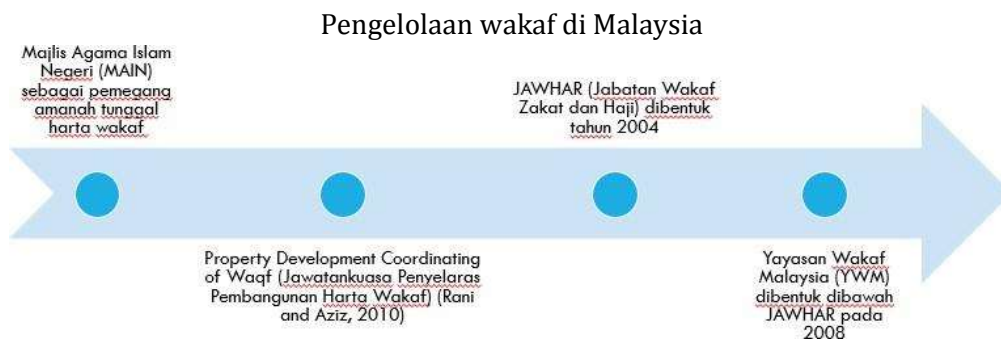 Pengelolaan wakaf di Malaysia
Majlis Agama Islam
Negeri (MAIN)
sebagai pemegang
amanah tunggal
harta wakaf
Property Development Coordinating
of Waqf (Jawatankuasa Penyelaras
Pembangunan Harta Wakaf) (Rani
and Aziz, 2010)
JAWHAR (Jabatan Wakaf
Zakat dan Haji) dibentuk
tahun 2004
Yayasan Wakaf
Malaysia (YWM)
dibentuk dibawah
JAWHAR pada
2008